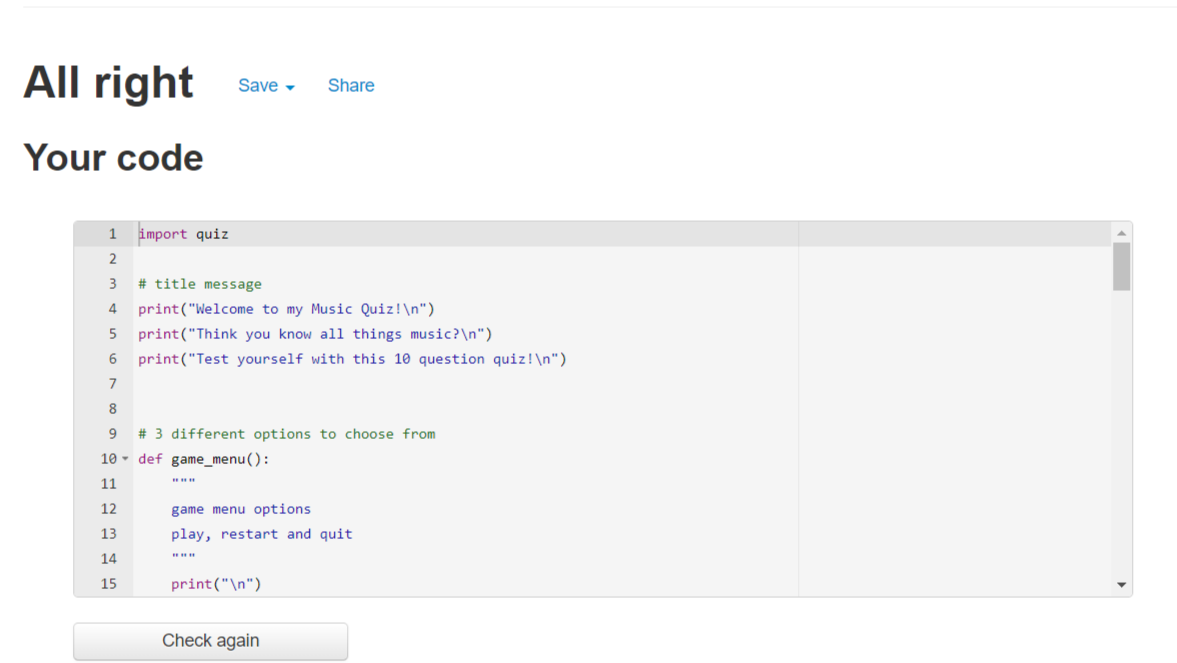 All right Save Share
Your code
1 import quiz
2
3 # title message
4 print("Welcome to my Music Quiz!\n")
5 print("Think you know all things music?\n")
6 print("Test yourself with this 10 question quiz!\n")
7
8
9 # 3 different options to choose from
10 def game_menu():
11     """
12     game menu options
13     play, restart and quit
14     """
15     print("\n")
Check again